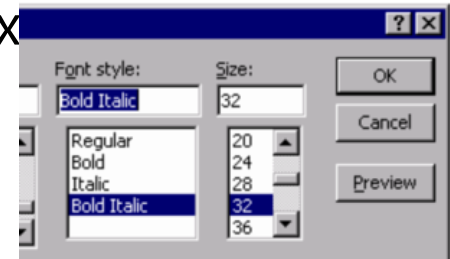 X
?
Font style:
Size:
OK
Bold Italic
32
Cancel
Regular
20
Bold
24
Italic
28
Preview
Bold Italic
32
36